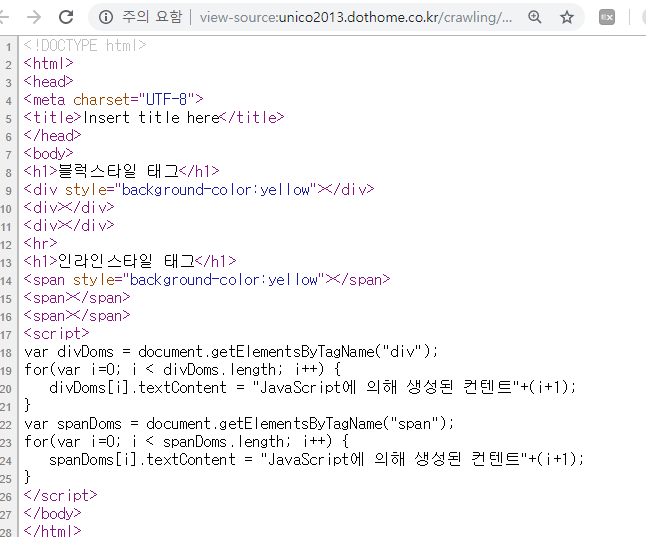 주의 요함 | view-source:unico2013.dothome.co.kr/crawling/...
1 <!DOCTYPE html>
2 <html>
3 <head>
4 <meta charset="UTF-8">
5 <title>Insert title here</title>
6 </head>
7 <body>
8 <h1>블럭스타일 태그</h1>
9 <div style="background-color:yellow"></div>
10 <div></div>
11 <div></div>
12 <hr>
13 <h1>인라인스타일 태그</h1>
14 <span style="background-color:yellow"></span>
15 <span></span>
16 <span></span>
17 <script>
18 var divDoms = document.getElementsByTagName("div");
19 for(var i=0; i < divDoms.length; i++) {
20    divDoms[i].textContent = "JavaScript에 의해 생성된 컨텐트"+(i+1);
21 }
22 var spanDoms = document.getElementsByTagName("span");
23 for(var i=0; i < spanDoms.length; i++) {
24    spanDoms[i].textContent = "JavaScript에 의해 생성된 컨텐트"+(i+1);
25 }
26 </script>
27 </body>
28 </html>